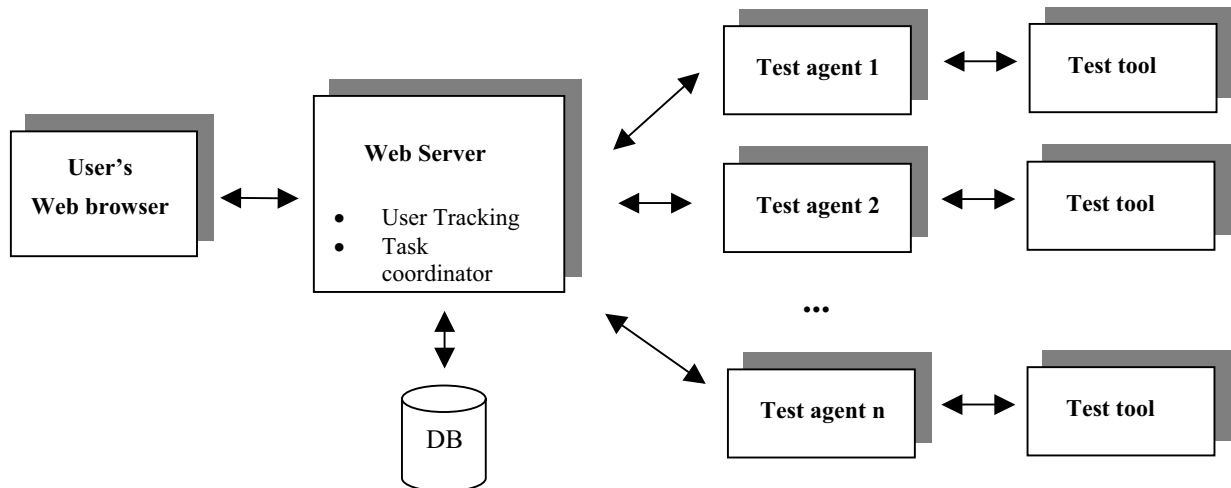 User’s
Web browser
Web Server
• User Tracking
• Task
coordinator
DB
Test agent 1
Test tool
Test agent 2
Test tool
...
Test agent n
Test tool